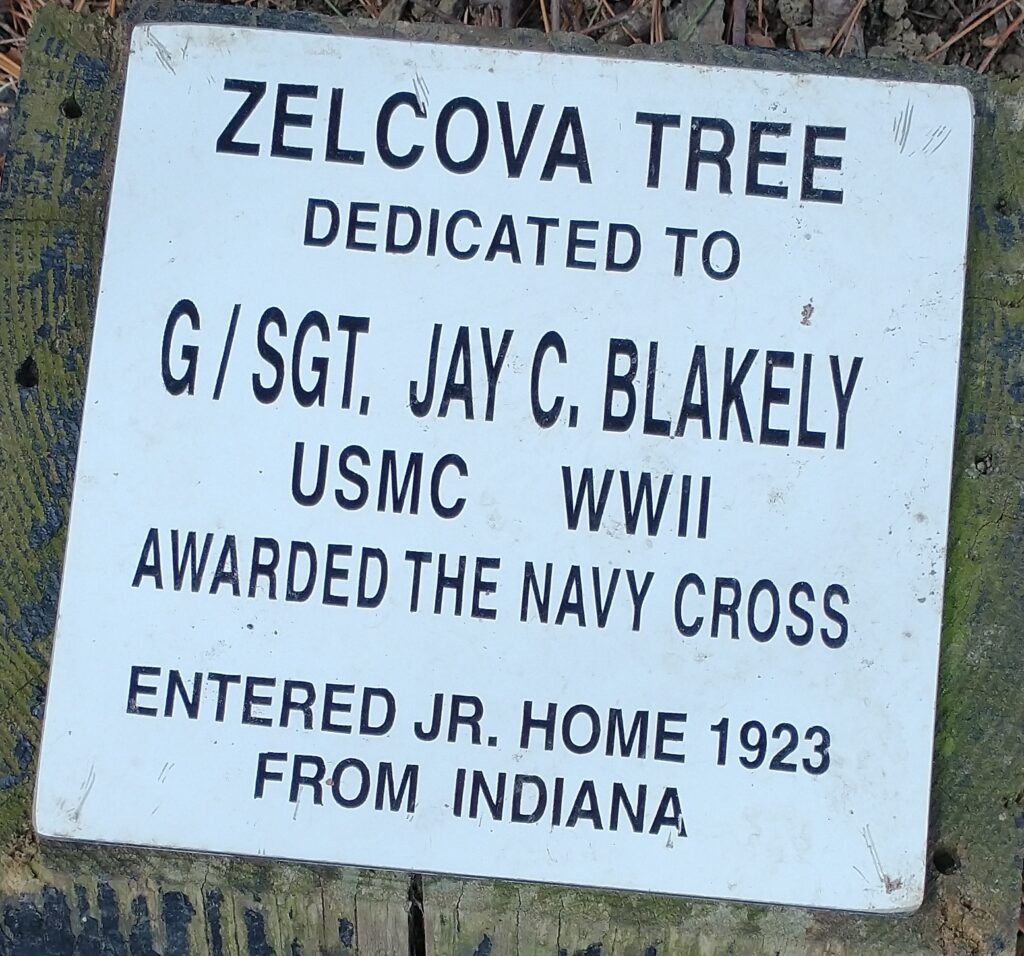 ZELCOVA TREE
DEDICATED TO
G/SGT. JAY C. BLAKELY
USMC WWII
AWARDED THE NAVY CROSS
ENTERED JR. HOME 1923
FROM INDIANA